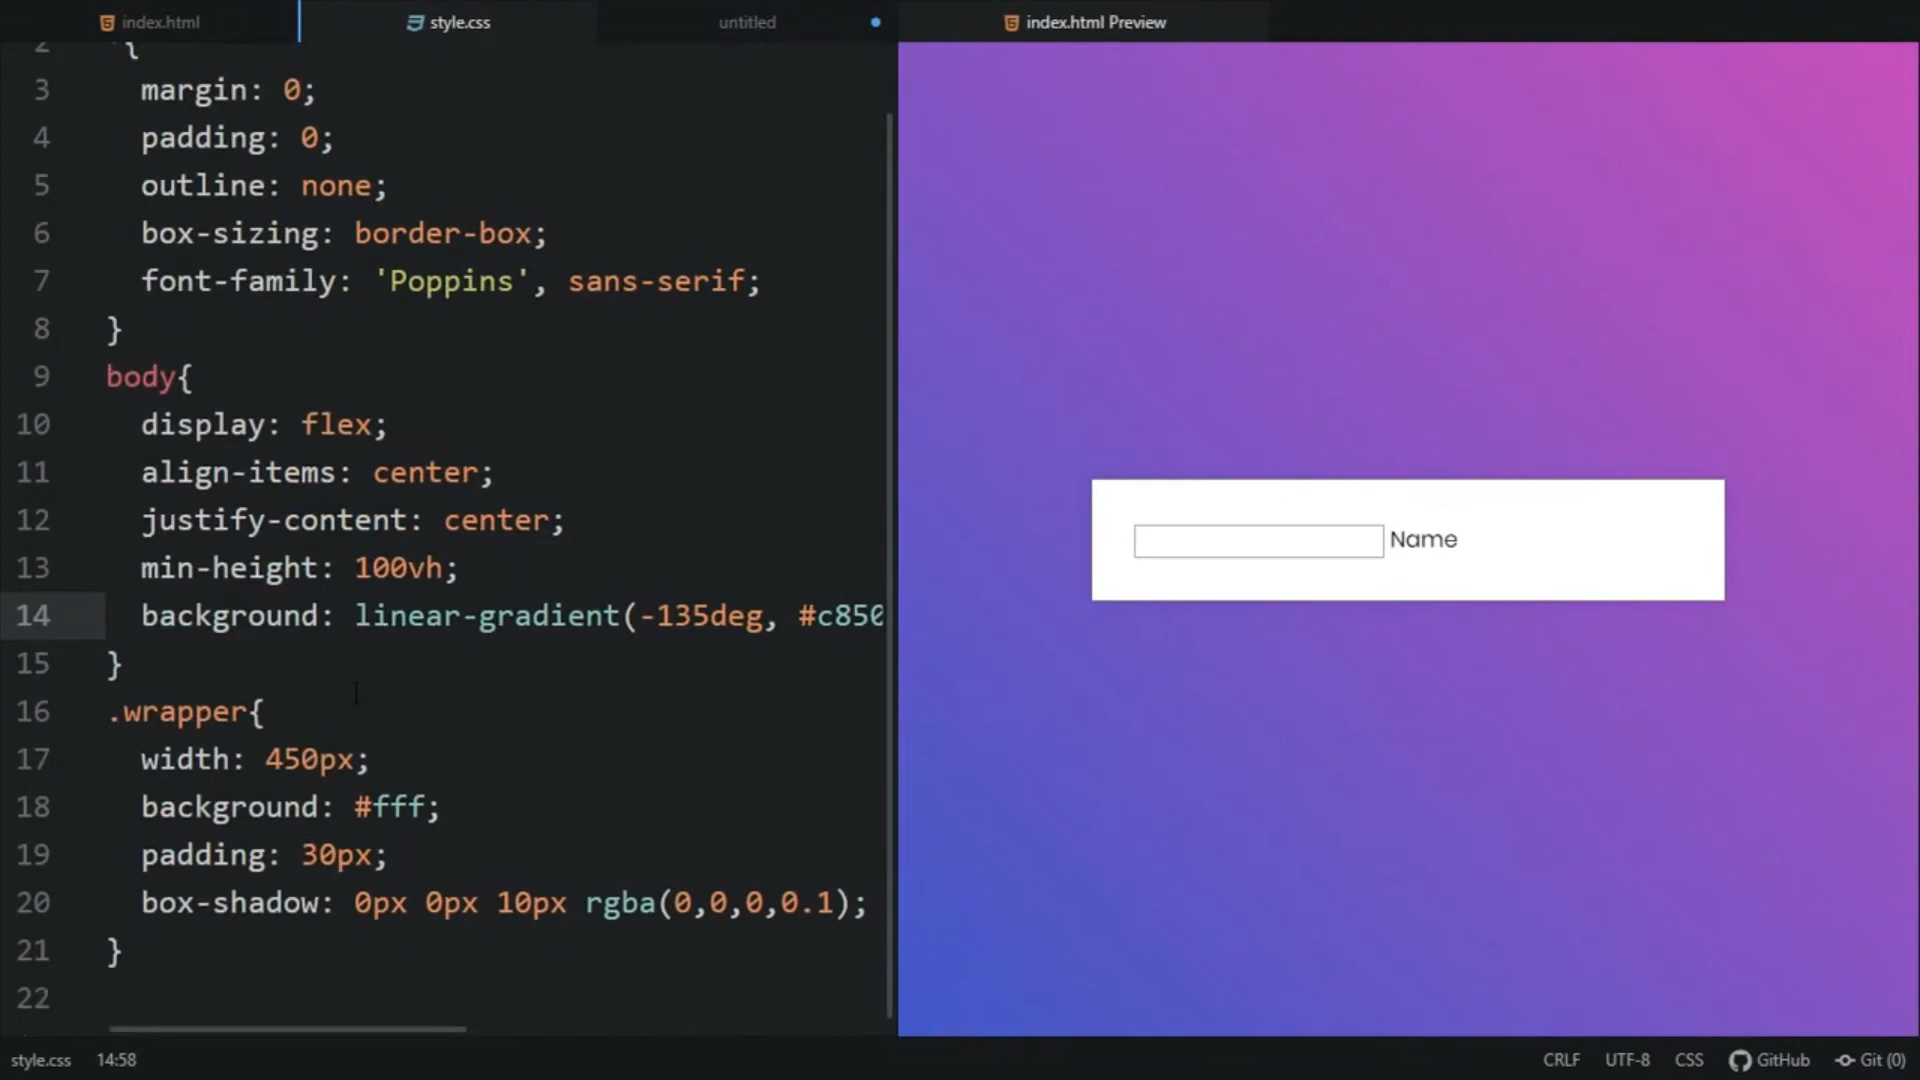 index.html
style.css
untitled
index.html Preview
2 *{
3 margin: 0;
4 padding: 0;
5 outline: none;
6 box-sizing: border-box;
7 font-family: 'Poppins', sans-serif;
8 }
9 body{
10 display: flex;
11 align-items: center;
12 justify-content: center;
13 min-height: 100vh;
14 background: linear-gradient(-135deg, #c850
15 }
16 .wrapper{
17 width: 450px;
18 background: #fff;
19 padding: 30px;
20 box-shadow: 0px 0px 10px rgba(0,0,0,0.1);
21 }
22
Name
style.css 14:58
CRLF UTF-8 CSS GitHub Git (0)